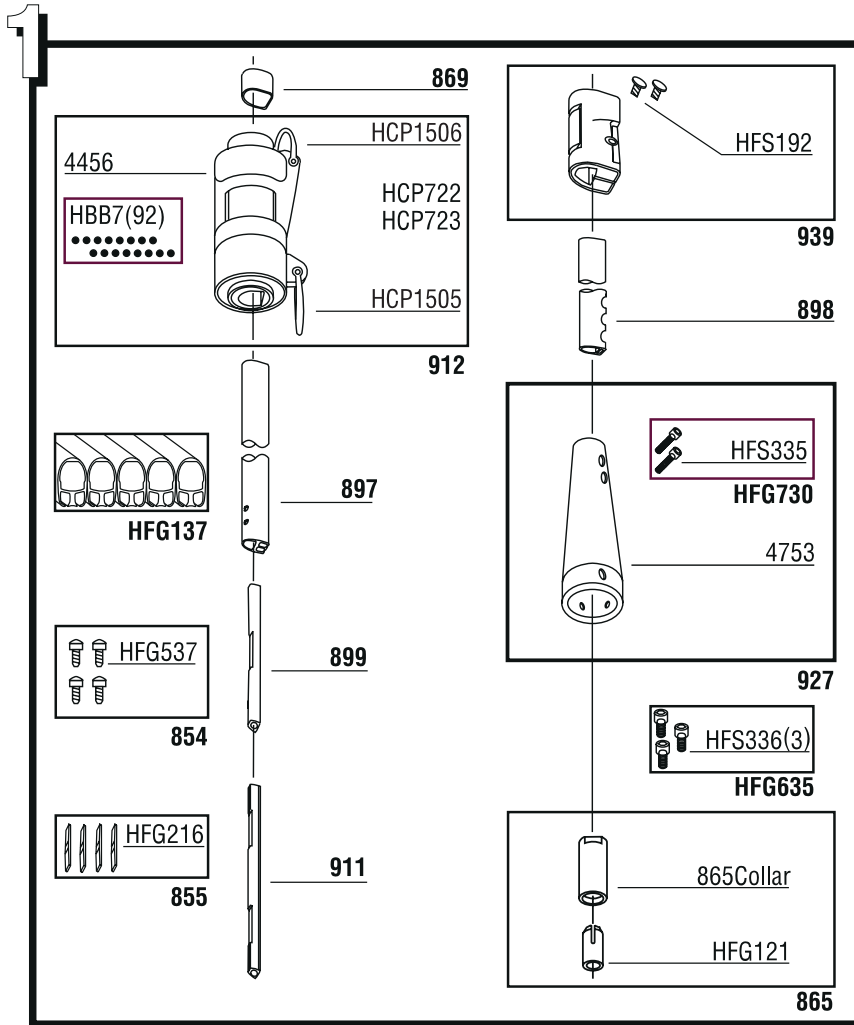 1
869
HCP1506
4456
HCP722
HBB7(92)
HCP723
HCP1505
912
897
HFG137
HFG537
899
854
HFG216
911
855
HFS192
939
898
HFS335
HFG730
4753
927
HFS336(3)
HFG635
865Collar
HFG121
865